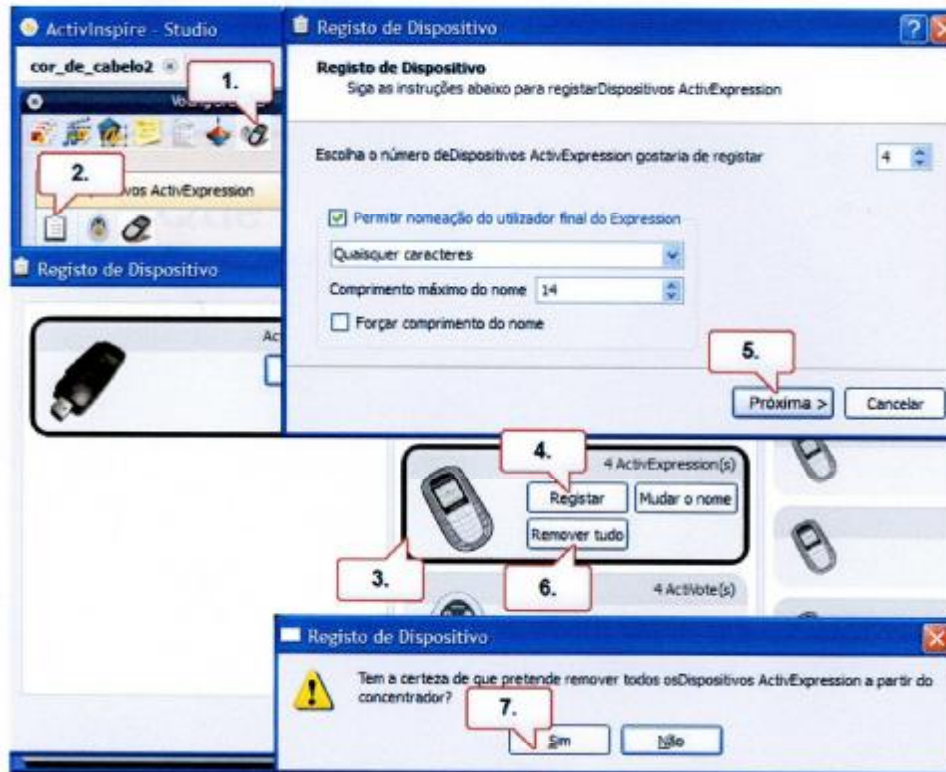 ActivInspire - Studio
cor_de_cabelo2
1.
2.
ActivExpression
Registo de Dispositivo
Registo de Dispositivo
Siga as instruções abaixo para registarDispositivos ActivExpression
Escolha o número deDispositivos ActivExpression gostaria de registar
4
Permitir nomeação do utilizador final do Expression
Quaisquer caracteres
Comprimento máximo do nome 14
Forçar comprimento do nome
5.
Próxima >
Cancelar
Registo de Dispositivo
4.
4 ActivExpression(s)
Registar
Mudar o nome
Remover tudo
3.
6.
4 ActiVote(s)
Registo de Dispositivo
Tem a certeza de que pretende remover todos osDispositivos ActivExpression a partir do
concentrador?
7.
Sim
Não